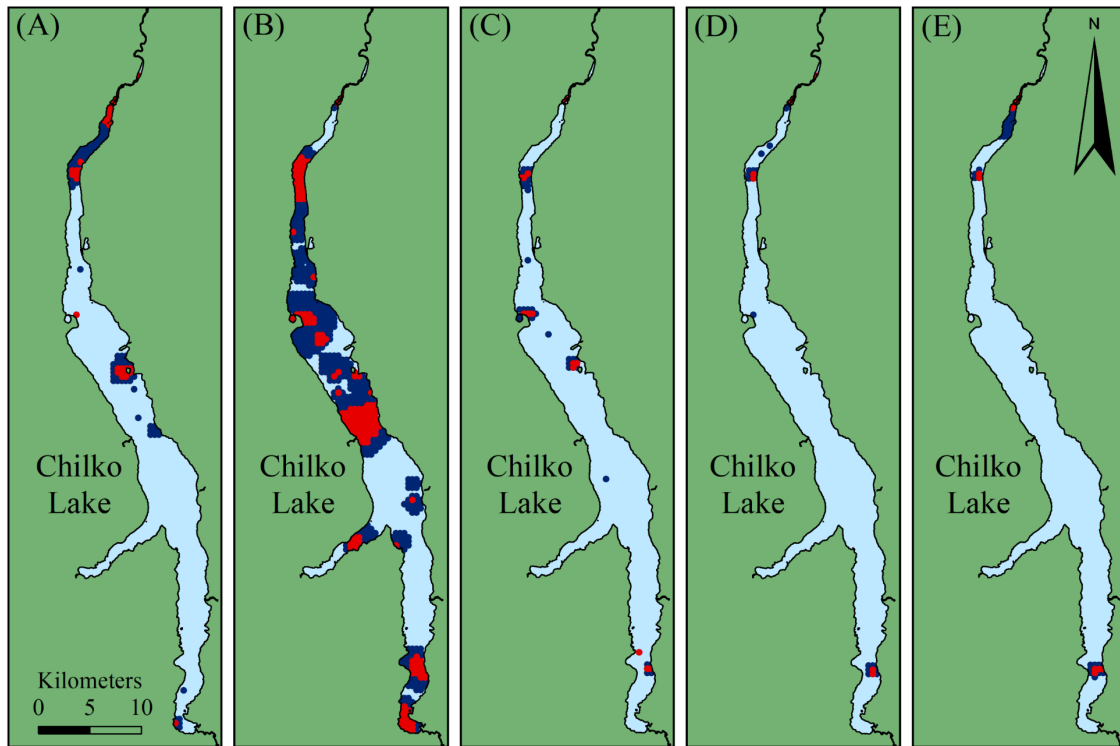 (A)
(B)
(C)
(D)
(E)
N
Chilko
Lake
Chilko
Lake
Chilko
Lake
Chilko
Lake
Chilko
Lake
Kilometers
0 5 10